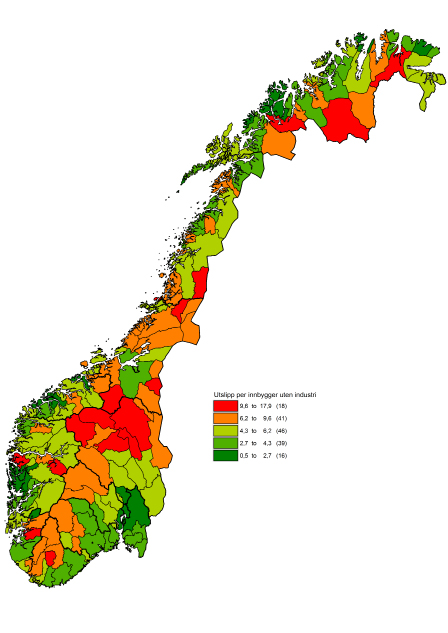 Utslipp per innbygger uten industri
9,6 to 17,9 (18)
6,2 to 9,6 (41)
4,3 to 6,2 (46)
2,7 to 4,3 (39)
0,5 to 2,7 (16)